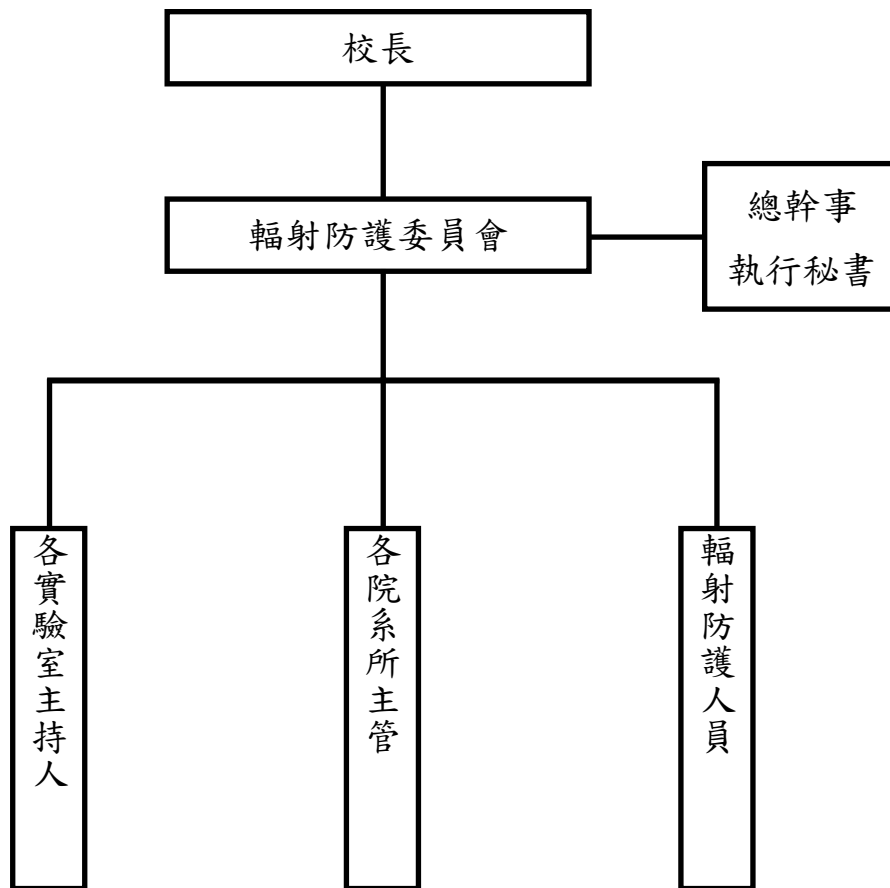 校長
輻射防護委員會
總幹事
執行秘書
各實驗室主持人
各院系所主管
輻射防護人員